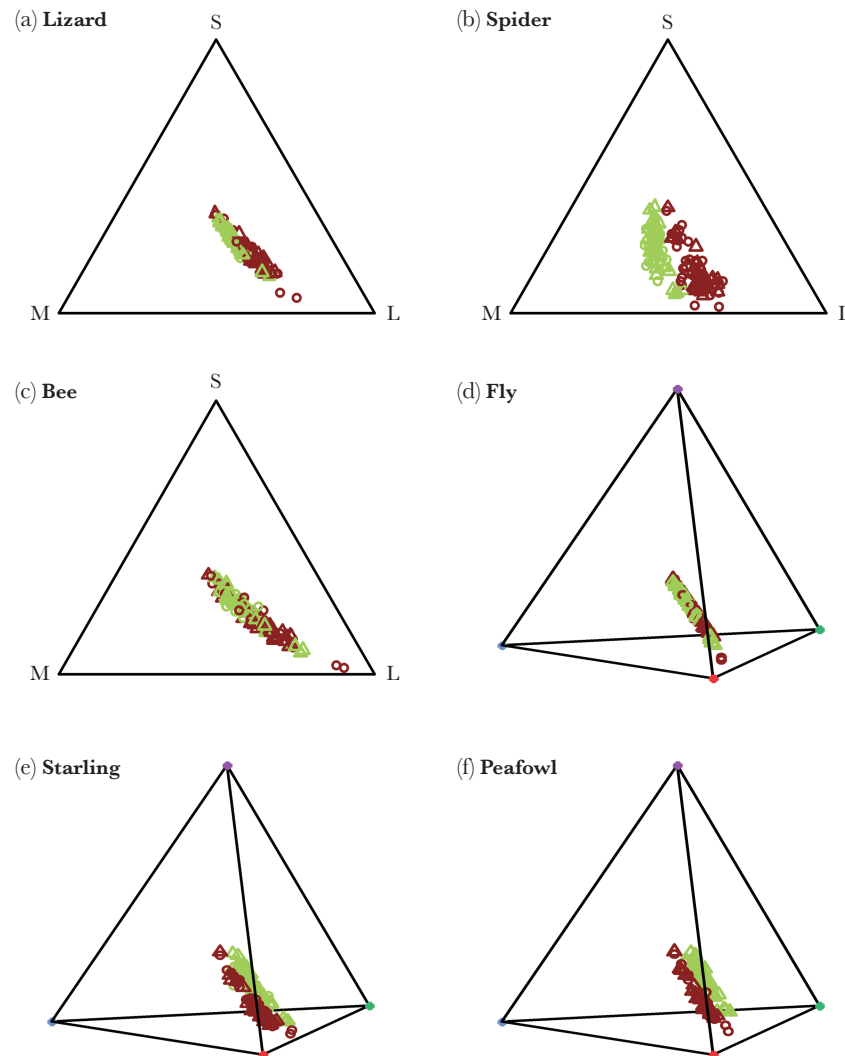 (a) Lizard
S
M
L
(b) Spider
S
M
I
(c) Bee
S
M
L
(d) Fly
(e) Starling
(f) Peafowl